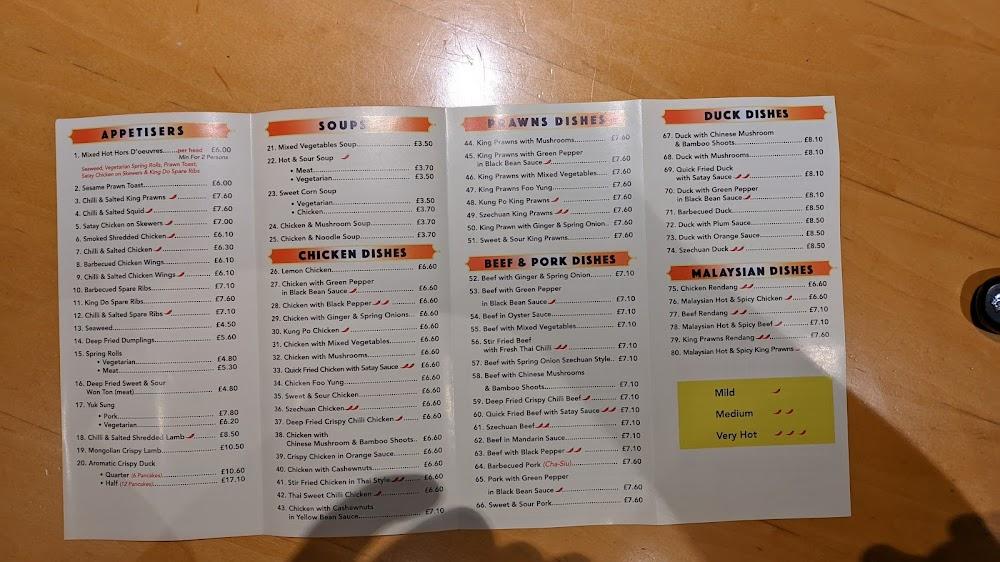 APPETISERS
1. Mixed Hot Hors D'oeuvres.......per head £6.00
Min For 2 Persons
Seaweed, Vegetarian Spring Rolls, Prawn Toast,
Satay Chicken on Skewers & King Do Spare Ribs
2. Sesame Prawn Toast £6.00
3. Chilli & Salted King Prawns £7.60
4. Chilli & Salted Squid £7.60
5. Satay Chicken on Skewers £7.00
6. Smoked Shredded Chicken £6.10
7. Chilli & Salted Chicken £6.30
8. Barbecued Chicken Wings £6.10
9. Chilli & Salted Chicken Wings £6.10
10. Barbecued Spare Ribs £7.10
11. King Do Spare Ribs £7.60
12. Chilli & Salted Spare Ribs £7.10
13. Seaweed £4.50
14. Deep Fried Dumplings £5.60
15. Spring Rolls
• Vegetarian £4.80
• Meat £5.30
16. Deep Fried Sweet & Sour
Won Ton (meat) £4.80
17. Yuk Sung
• Pork £7.80
• Vegetarian £6.20
18. Chilli & Salted Shredded Lamb £8.50
19. Mongolian Crispy Lamb £10.50
20. Aromatic Crispy Duck
• Quarter (6 Pancakes) £10.60
• Half (12 Pancakes) £17.10
SOUPS
21. Mixed Vegetables Soup £3.50
22. Hot & Sour Soup
• Meat £3.70
• Vegetarian £3.50
23. Sweet Corn Soup
• Vegetarian £3.50
• Chicken £3.70
24. Chicken & Mushroom Soup £3.70
25. Chicken & Noodle Soup £3.70
CHICKEN DISHES
26. Lemon Chicken £6.60
27. Chicken with Green Pepper
in Black Bean Sauce £6.60
28. Chicken with Black Pepper £6.60
29. Chicken with Ginger & Spring Onions £6.60
30. Kung Po Chicken £6.60
31. Chicken with Mixed Vegetables £6.60
32. Chicken with Mushrooms £6.60
33. Quick Fried Chicken with Satay Sauce £6.60
34. Chicken Foo Yung £6.60
35. Sweet & Sour Chicken £6.60
36. Szechuan Chicken £6.60
37. Deep Fried Crispy Chilli Chicken £6.60
38. Chicken with
Chinese Mushroom & Bamboo Shoots £6.60
39. Crispy Chicken in Orange Sauce £6.60
40. Chicken with Cashewnuts £6.60
41. Stir Fried Chicken in Thai Style £6.60
42. Thai Sweet Chilli Chicken £6.60
43. Chicken with Cashewnuts
in Yellow Bean Sauce £7.10
PRAWNS DISHES
44. King Prawns with Mushrooms £7.60
45. King Prawns with Green Pepper
in Black Bean Sauce £7.60
46. King Prawns with Mixed Vegetables £7.60
47. King Prawns Foo Yung £7.60
48. Kung Po King Prawns £7.60
49. Szechuan King Prawns £7.60
50. King Prawn with Ginger & Spring Onion £7.60
51. Sweet & Sour King Prawns £7.60
BEEF & PORK DISHES
52. Beef with Ginger & Spring Onion £7.10
53. Beef with Green Pepper
in Black Bean Sauce £7.10
54. Beef in Oyster Sauce £7.10
55. Beef with Mixed Vegetables £7.10
56. Stir Fried Beef
with Fresh Thai Chilli £7.10
57. Beef with Spring Onion Szechuan Style £7.10
58. Beef with Chinese Mushrooms
& Bamboo Shoots £7.10
59. Deep Fried Crispy Chilli Beef £7.10
60. Quick Fried Beef with Satay Sauce £7.10
61. Szechuan Beef £7.10
62. Beef in Mandarin Sauce £7.10
63. Beef with Black Pepper £7.10
64. Barbecued Pork (Cha-Siu) £7.60
65. Pork with Green Pepper
in Black Bean Sauce £7.60
66. Sweet & Sour Pork £7.60
DUCK DISHES
67. Duck with Chinese Mushroom
& Bamboo Shoots £8.10
68. Duck with Mushrooms £8.10
69. Quick Fried Duck
with Satay Sauce £8.10
70. Duck with Green Pepper
in Black Bean Sauce £8.10
71. Barbecued Duck £8.50
72. Duck with Plum Sauce £8.50
73. Duck with Orange Sauce £8.50
74. Szechuan Duck £8.50
MALAYSIAN DISHES
75. Chicken Rendang £6.60
76. Malaysian Hot & Spicy Chicken £6.60
77. Beef Rendang £7.10
78. Malaysian Hot & Spicy Beef £7.10
79. King Prawns Rendang £7.60
80. Malaysian Hot & Spicy King Prawns
Mild
Medium
Very Hot